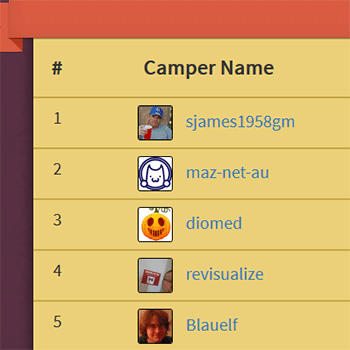 # Camper Name
1 sjames1958gm
2 maz-net-au
3 diomed
4 revisualize
5 Blauelf